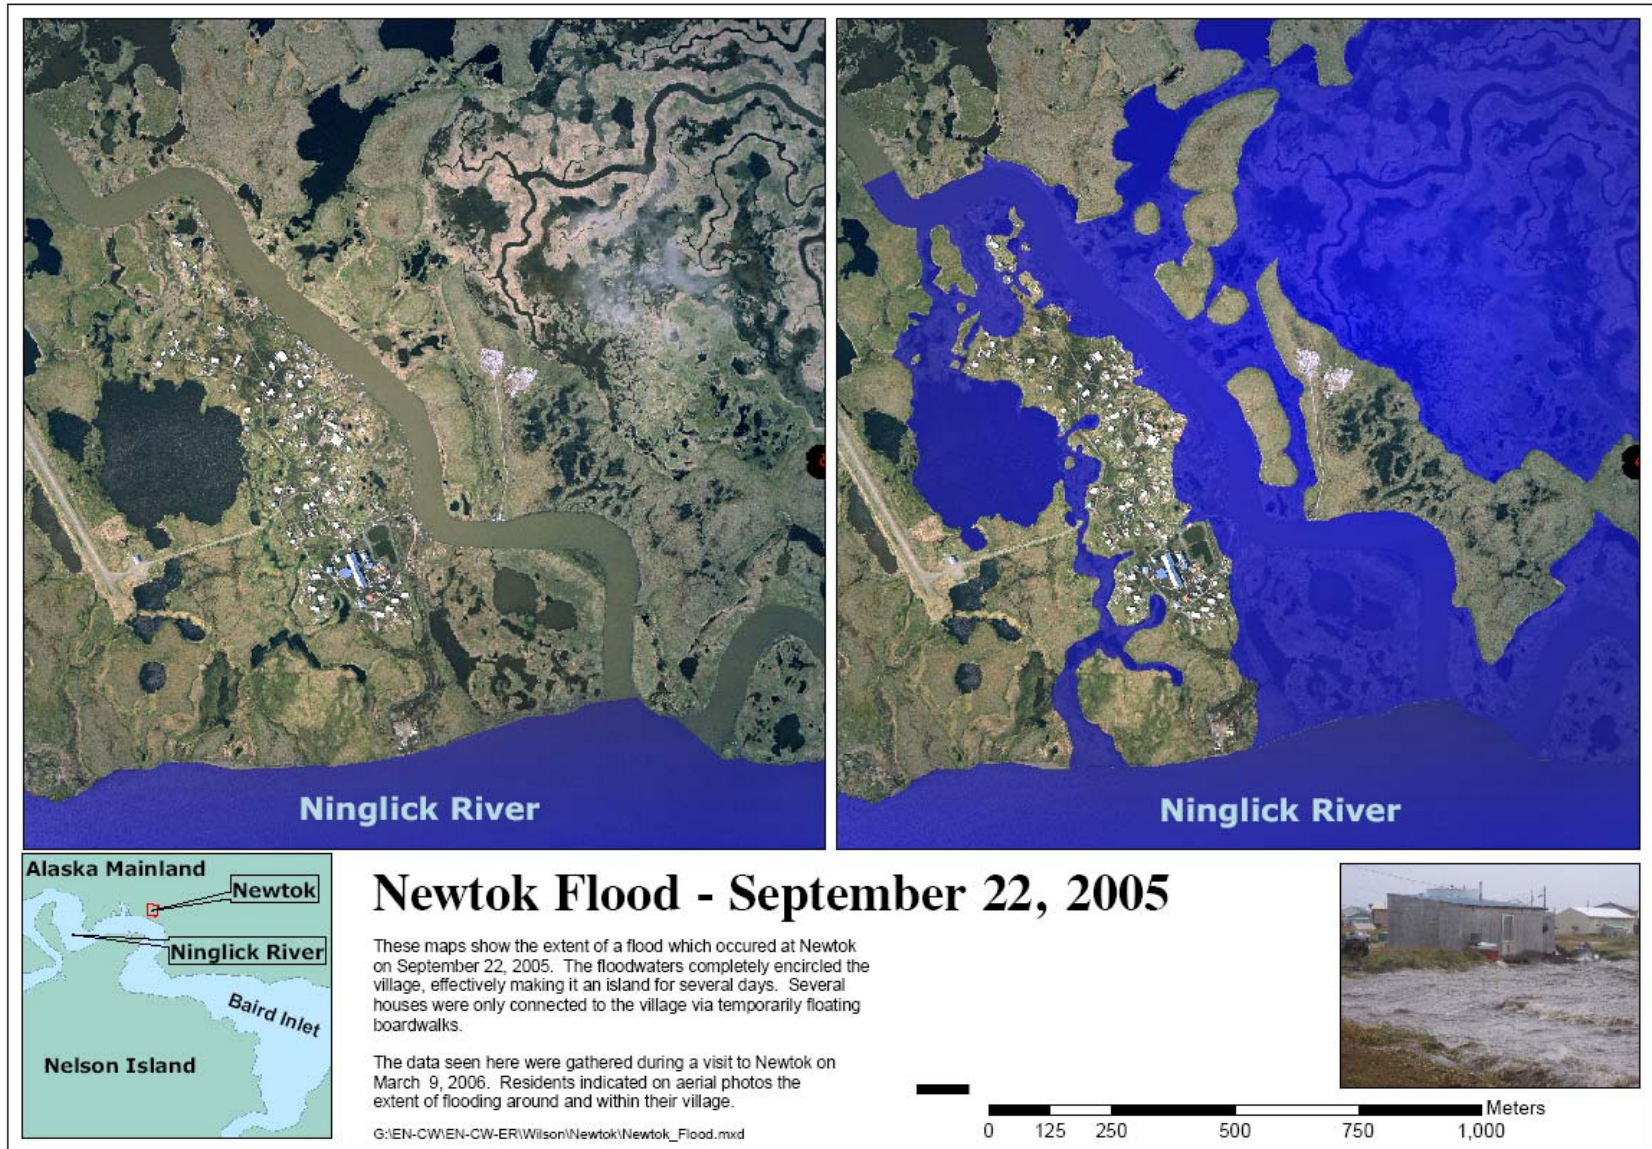 Ninglick River
Ninglick River
Alaska Mainland
Newtok
Ninglick River
Baird Inlet
Nelson Island
Newtok Flood - September 22, 2005
These maps show the extent of a flood which occured at Newtok
on September 22, 2005. The floodwaters completely encircled the
village, effectively making it an island for several days. Several
houses were only connected to the village via temporarily floating
boardwalks.
The data seen here were gathered during a visit to Newtok on
March 9, 2006. Residents indicated on aerial photos the
extent of flooding around and within their village.
G:\EN-CW\EN-CW-ER\Wilson\Newtok\Newtok_Flood.mxd
Meters
0 125 250 500 750 1,000